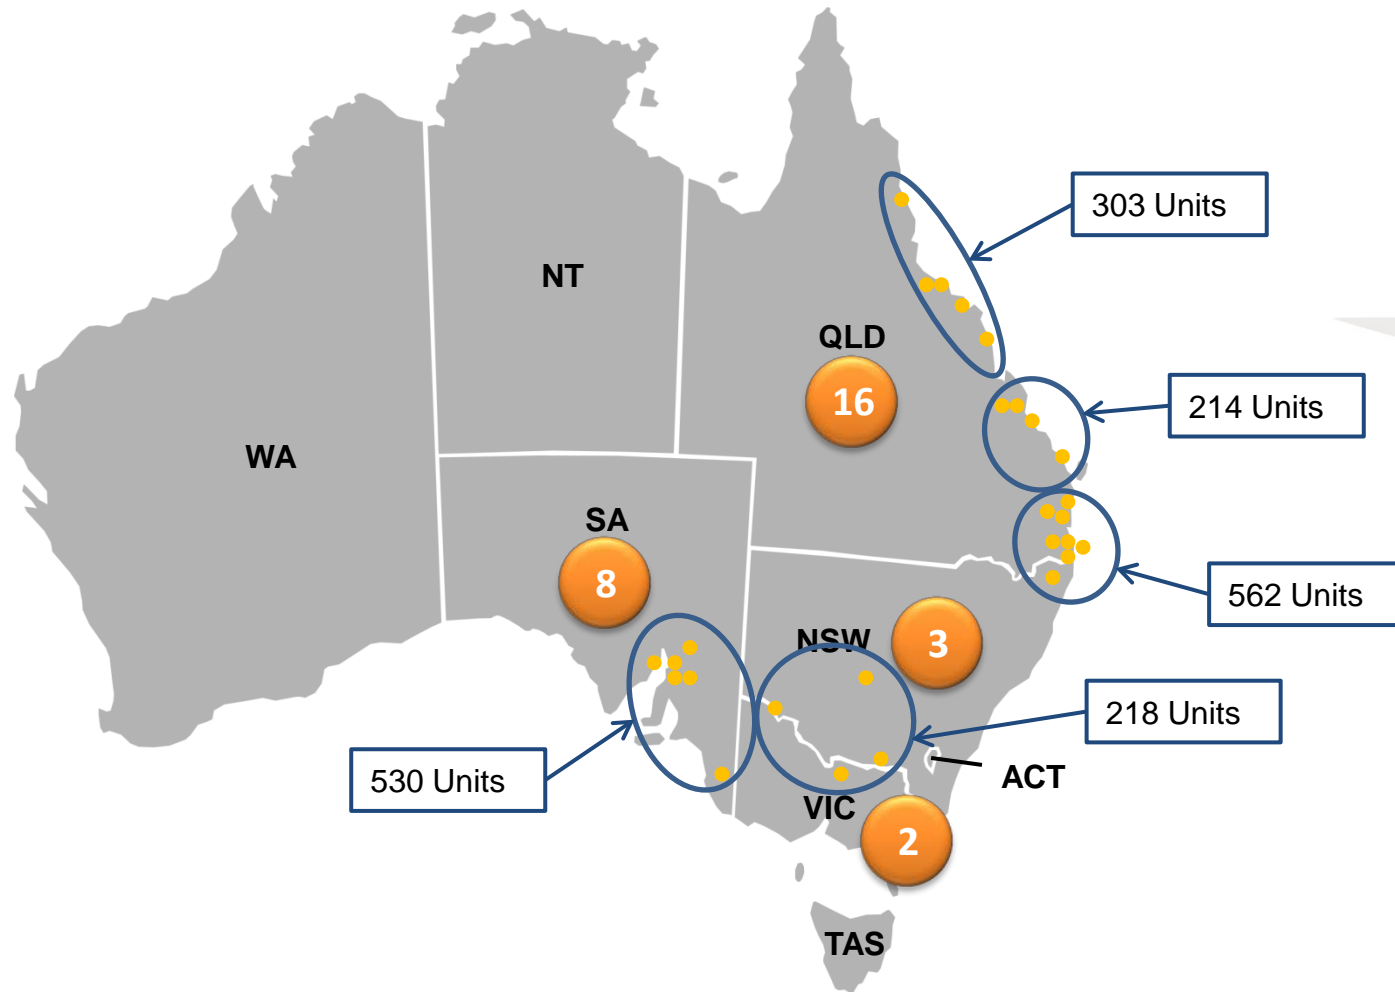 303 Units
NT
QLD
16
214 Units
WA
SA
8
562 Units
NSW
3
218 Units
530 Units
ACT
VIC
2
TAS